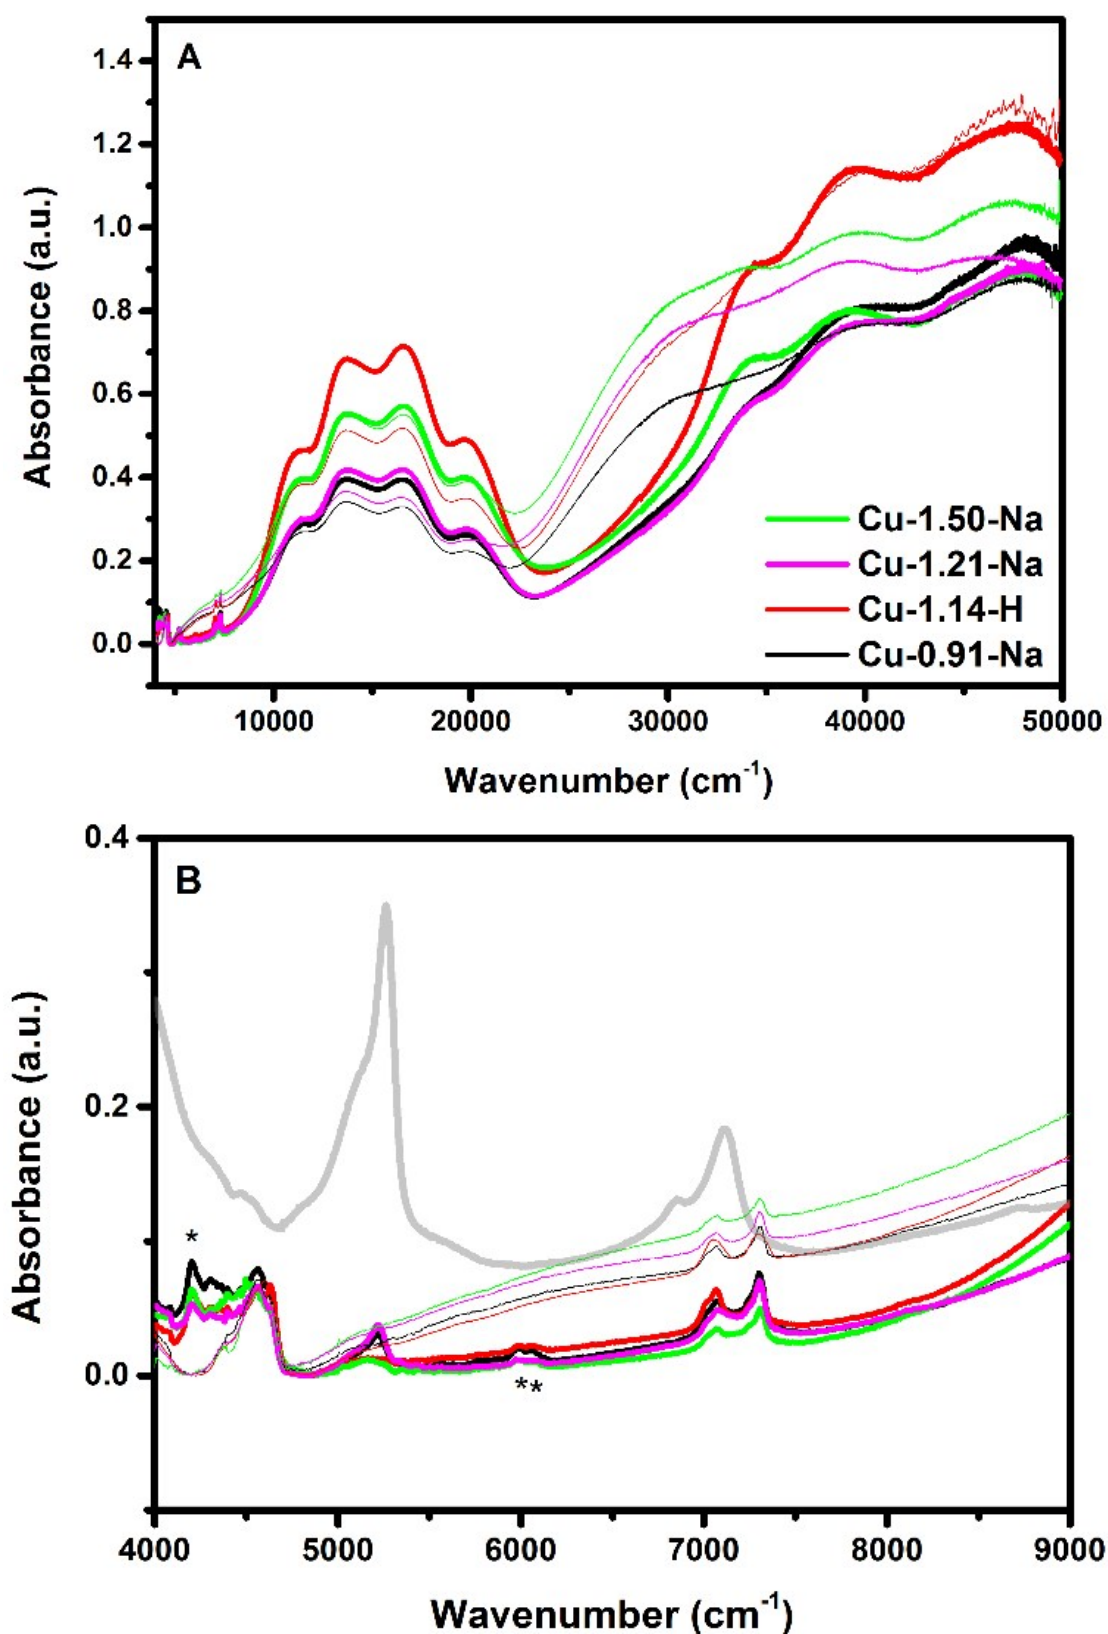 A
1.4
1.2
1.0
0.8
0.6
0.4
0.2
0.0
Absorbance (a.u.)
Cu-1.50-Na
Cu-1.21-Na
Cu-1.14-H
Cu-0.91-Na
10000 20000 30000 40000 50000
Wavenumber (cm⁻¹)
B
0.4
0.2
0.0
Absorbance (a.u.)
*
**
4000 5000 6000 7000 8000 9000
Wavenumber (cm⁻¹)